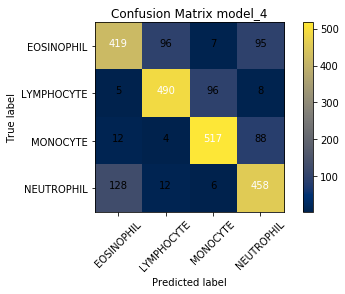 Confusion Matrix model_4
True label
EOSINOPHIL 419 96 7 95
LYMPHOCYTE 5 490 96 8
MONOCYTE 12 4 517 88
NEUTROPHIL 128 12 6 458
EOSINOPHIL LYMPHOCYTE MONOCYTE NEUTROPHIL
Predicted label
500
400
300
200
100